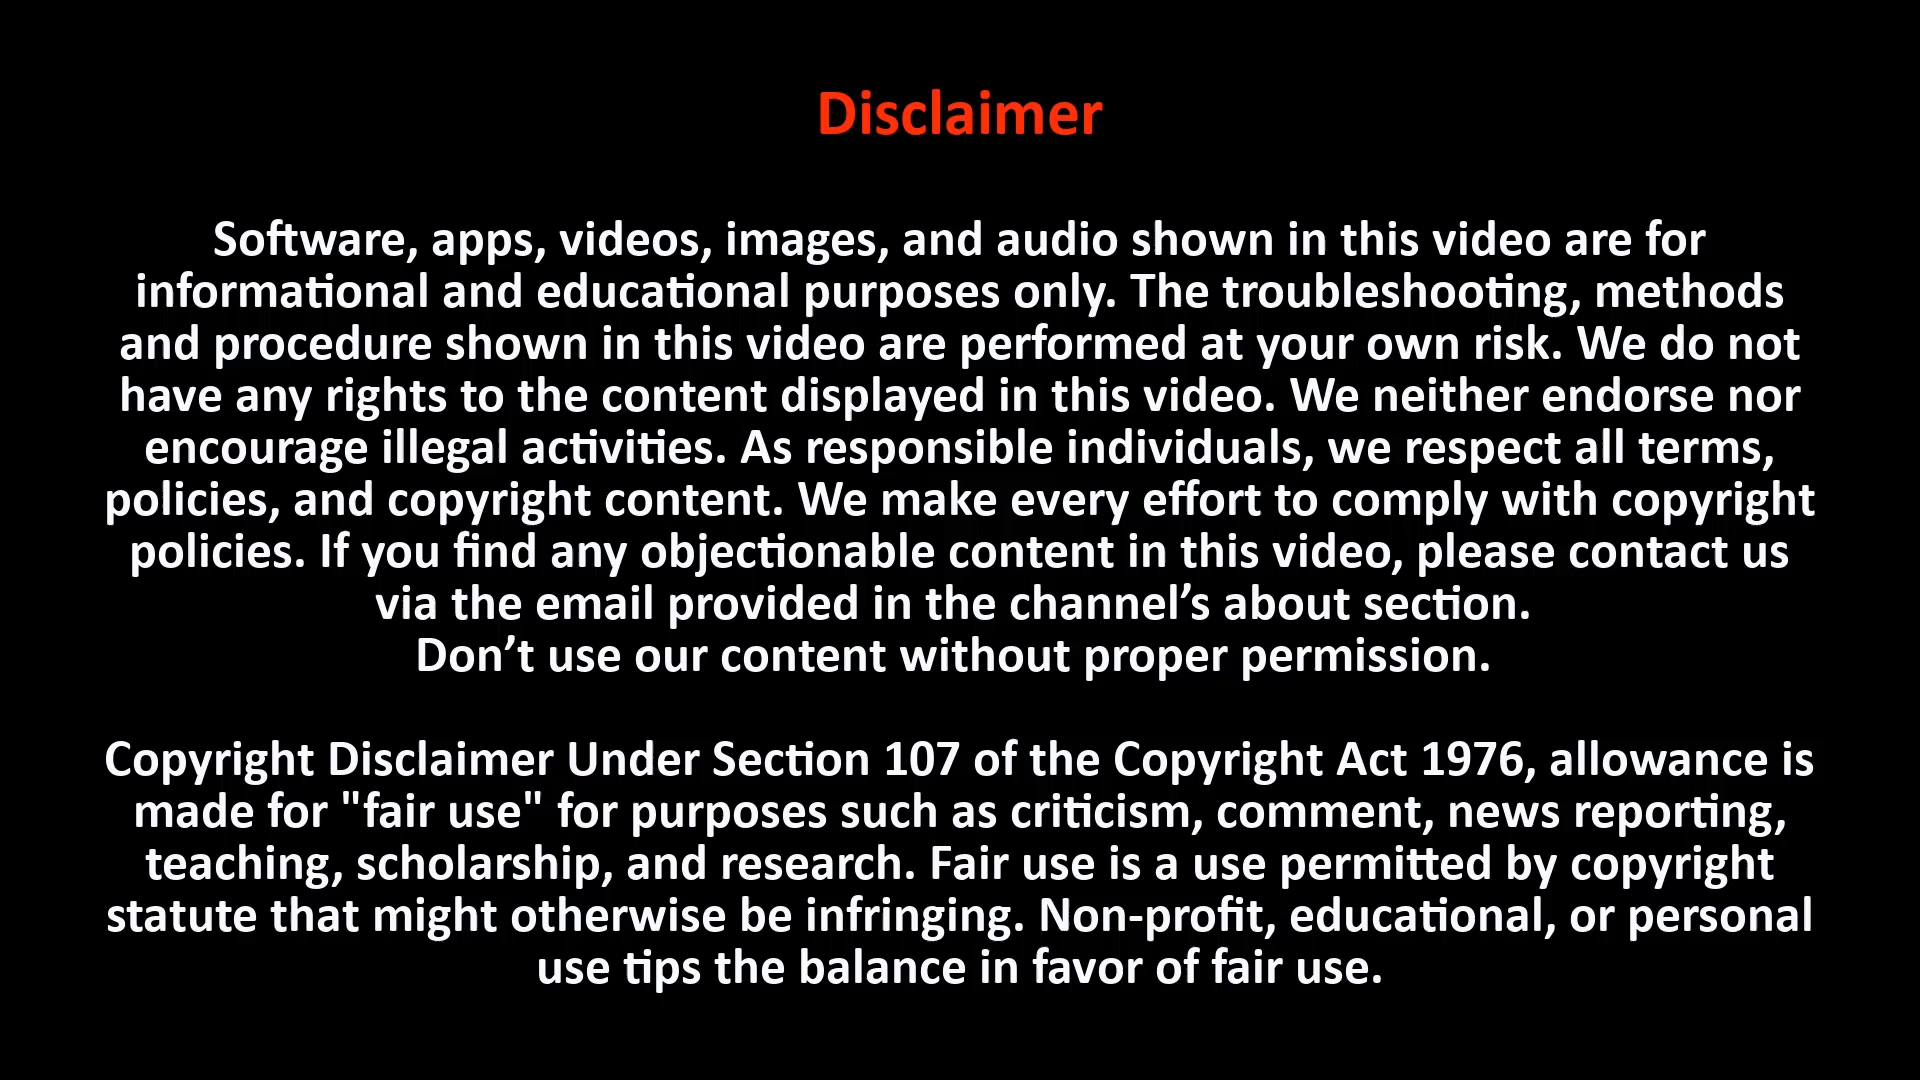 Disclaimer
Software, apps, videos, images, and audio shown in this video are for
informational and educational purposes only. The troubleshooting, methods
and procedure shown in this video are performed at your own risk. We do not
have any rights to the content displayed in this video. We neither endorse nor
encourage illegal activities. As responsible individuals, we respect all terms,
policies, and copyright content. We make every effort to comply with copyright
policies. If you find any objectionable content in this video, please contact us
via the email provided in the channel’s about section.
Don’t use our content without proper permission.
Copyright Disclaimer Under Section 107 of the Copyright Act 1976, allowance is
made for "fair use" for purposes such as criticism, comment, news reporting,
teaching, scholarship, and research. Fair use is a use permitted by copyright
statute that might otherwise be infringing. Non-profit, educational, or personal
use tips the balance in favor of fair use.